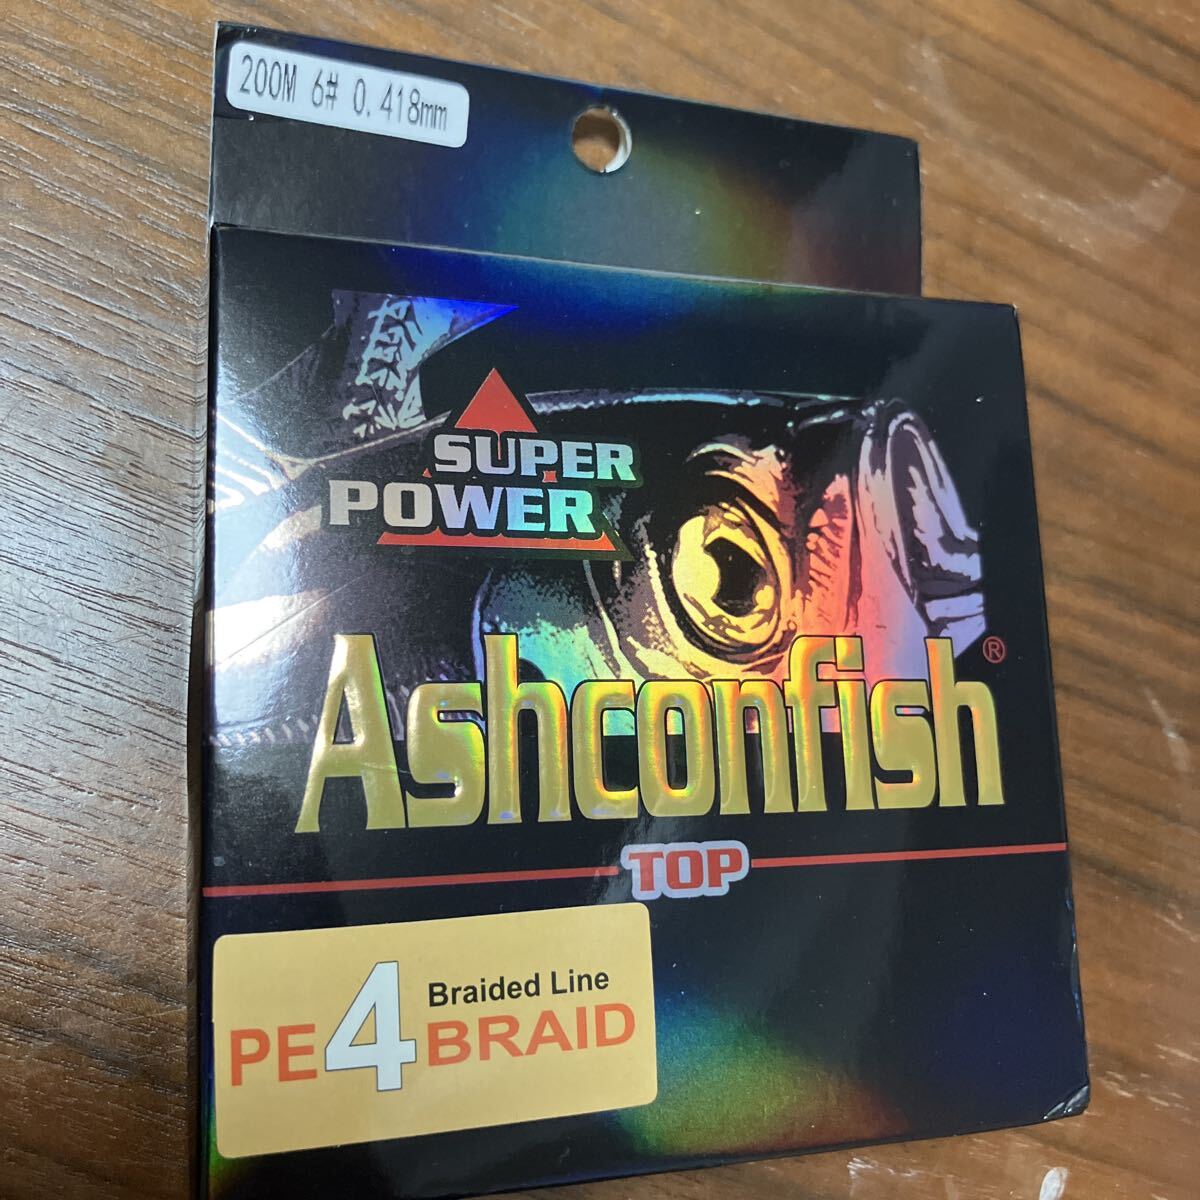 200M 6# 0.418mm
SUPER
POWER
Ashconfish®
TOP
Braided Line
PE4BRAID